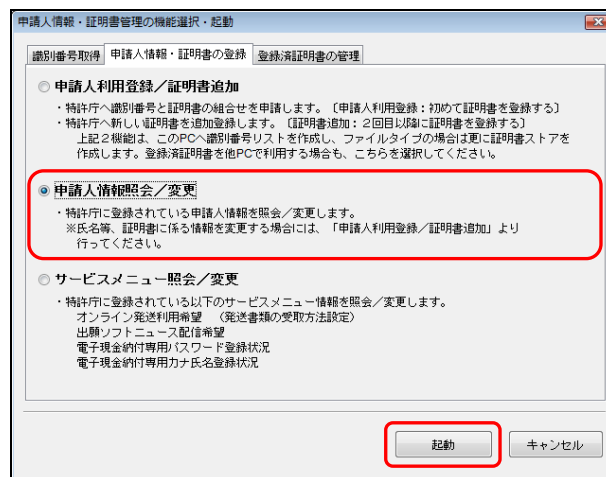 申請人情報・証明書管理の機能選択・起動
識別番号取得 申請人情報・証明書の登録 登録済証明書の管理
申請人利用登録／証明書追加
・特許庁へ識別番号と証明書の組合せを申請します。〔申請人利用登録：初めて証明書を登録する〕
・特許庁へ新しい証明書を追加登録します。〔証明書追加：２回目以降に証明書を登録する〕
上記２機能は、このPCへ識別番号リストを作成し、ファイルタイプの場合は更に証明書ストアを
作成します。登録済証明書を他PCで利用する場合も、こちらを選択してください。
申請人情報照会／変更
・特許庁に登録されている申請人情報を照会／変更します。
※氏名等、証明書に係る情報を変更する場合には、「申請人利用登録／証明書追加」より
行ってください。
サービスメニュー照会／変更
・特許庁に登録されている以下のサービスメニュー情報を照会／変更します。
オンライン発送利用希望 （発送書類の受取方法設定）
出願ソフトニュース配信希望
電子現金納付専用パスワード登録状況
電子現金納付専用カナ氏名登録状況
起動 キャンセル